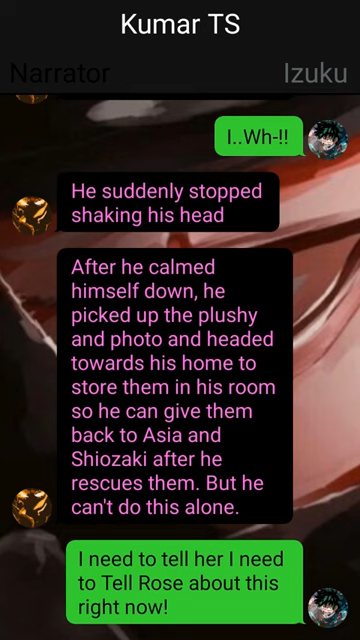 Kumar TS
Narrator
Izuku
I..Wh-!!
He suddenly stopped
shaking his head
After he calmed
himself down, he
picked up the plushy
and photo and headed
towards his home to
store them in his room
so he can give them
back to Asia and
Shiozaki after he
rescues them. But he
can't do this alone.
I need to tell her I need
to Tell Rose about this
right now!